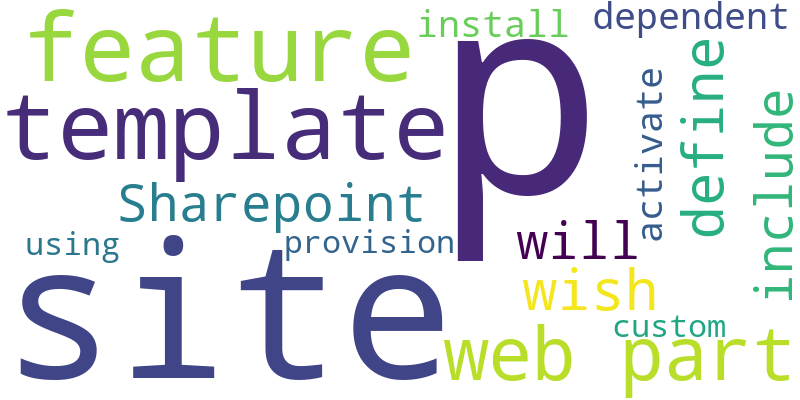 feature
install
dependent
template
p
activate
define
include
Sharepoint
will
using
provision
site
wish
custom
web part